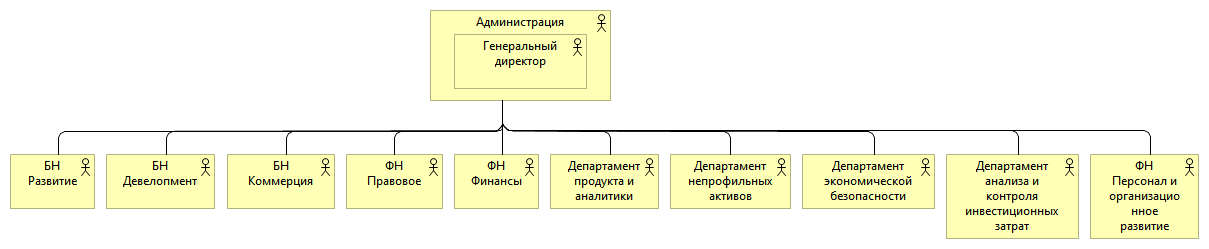 Администрация
Генеральный
директор
БН
Развитие
БН
Девелопмент
БН
Коммерция
ФН
Правовое
ФН
Финансы
Департамент
продукта и
аналитики
Департамент
непрофильных
активов
Департамент
экономической
безопасности
Департамент
анализа и
контроля
инвестиционных
затрат
ФН
Персонал и
организацио
нное
развитие